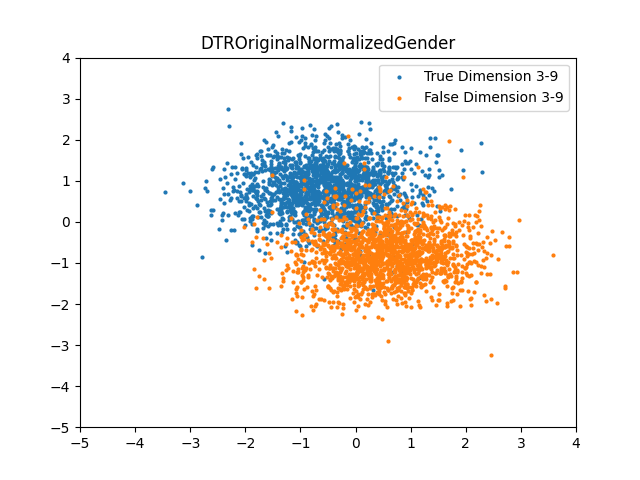 DTROriginalNormalizedGender
True Dimension 3-9
False Dimension 3-9
4
3
2
1
0
−1
−2
−3
−4
−5
−5 −4 −3 −2 −1 0 1 2 3 4